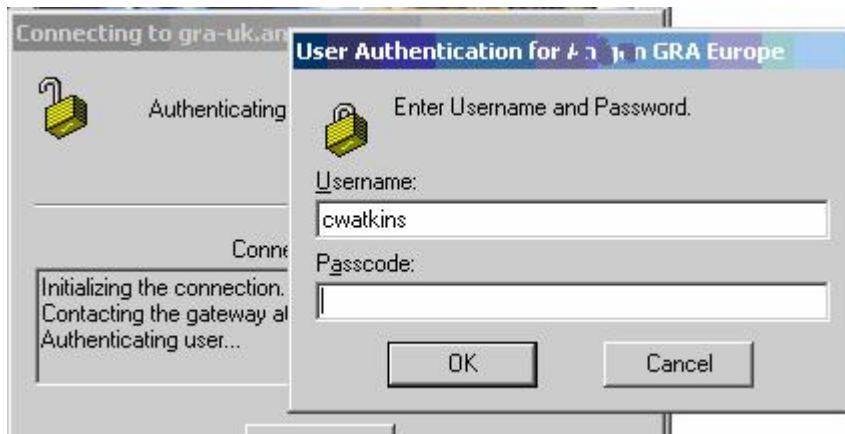 Connecting to gra-uk.an
Authenticating
Conne
Initializing the connection.
Contacting the gateway at
Authenticating user...
User Authentication for GRA Europe
Enter Username and Password.
Username:
cwatkins
Passcode:
OK
Cancel